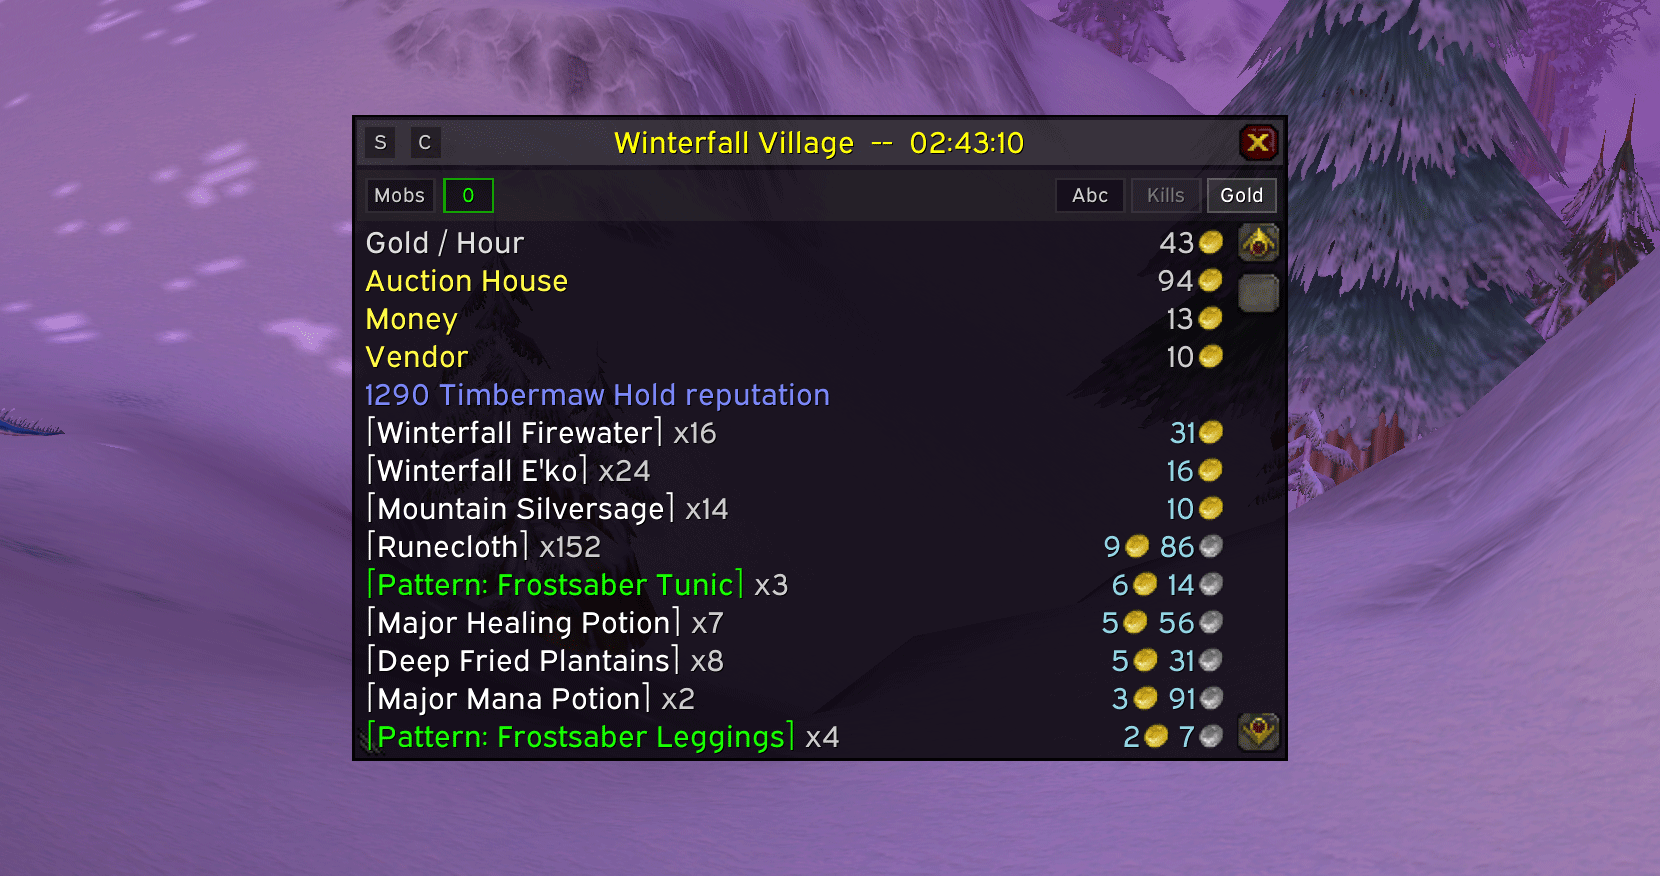 S C Winterfall Village -- 02:43:10 X
Mobs 0 Abc Kills Gold
Gold / Hour 43
Auction House 94
Money 13
Vendor 10
1290 Timbermaw Hold reputation
[Winterfall Firewater] x16 31
[Winterfall E'ko] x24 16
[Mountain Silversage] x14 10
[Runecloth] x152 9 86
[Pattern: Frostsaber Tunic] x3 6 14
[Major Healing Potion] x7 5 56
[Deep Fried Plantains] x8 5 31
[Major Mana Potion] x2 3 91
[Pattern: Frostsaber Leggings] x4 2 7